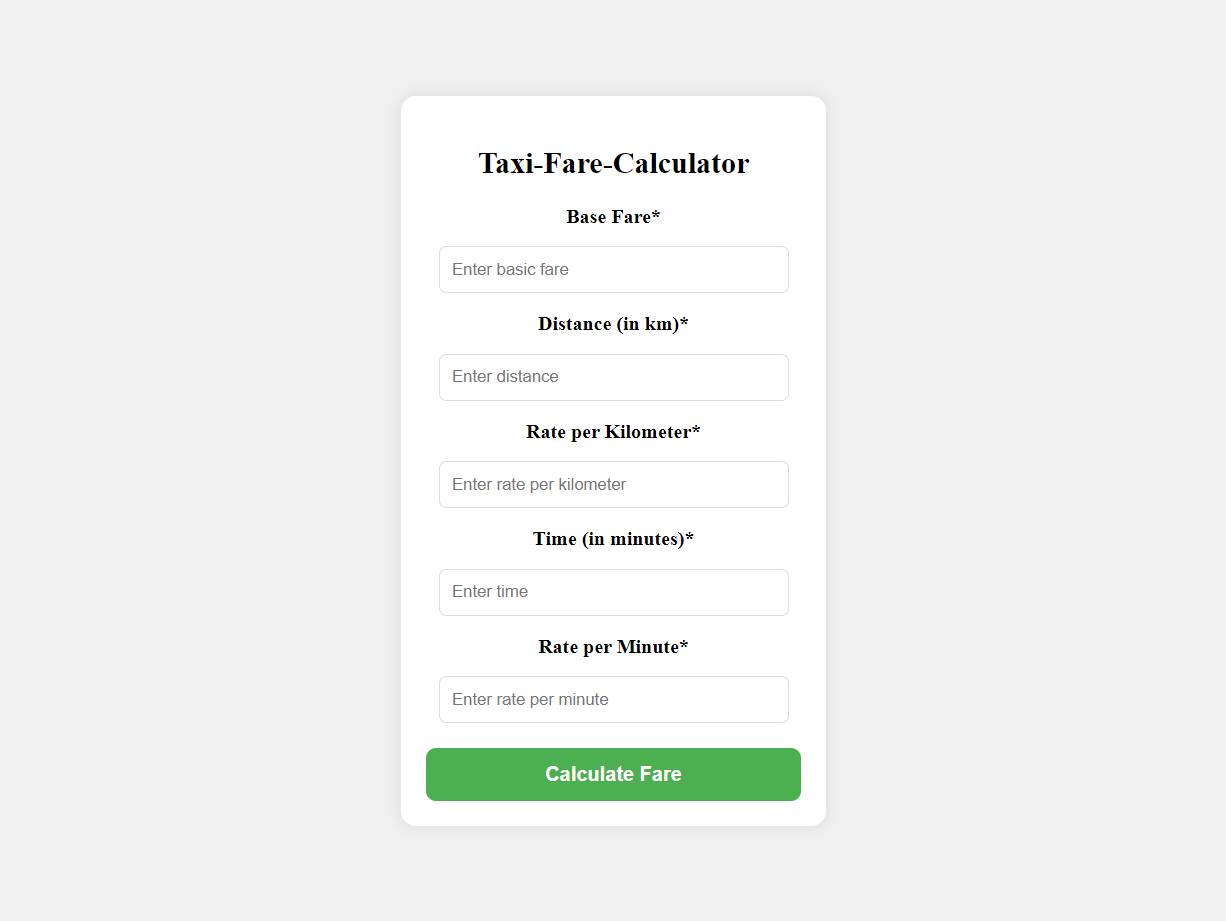 Taxi-Fare-Calculator
Base Fare*
Enter basic fare
Distance (in km)*
Enter distance
Rate per Kilometer*
Enter rate per kilometer
Time (in minutes)*
Enter time
Rate per Minute*
Enter rate per minute
Calculate Fare